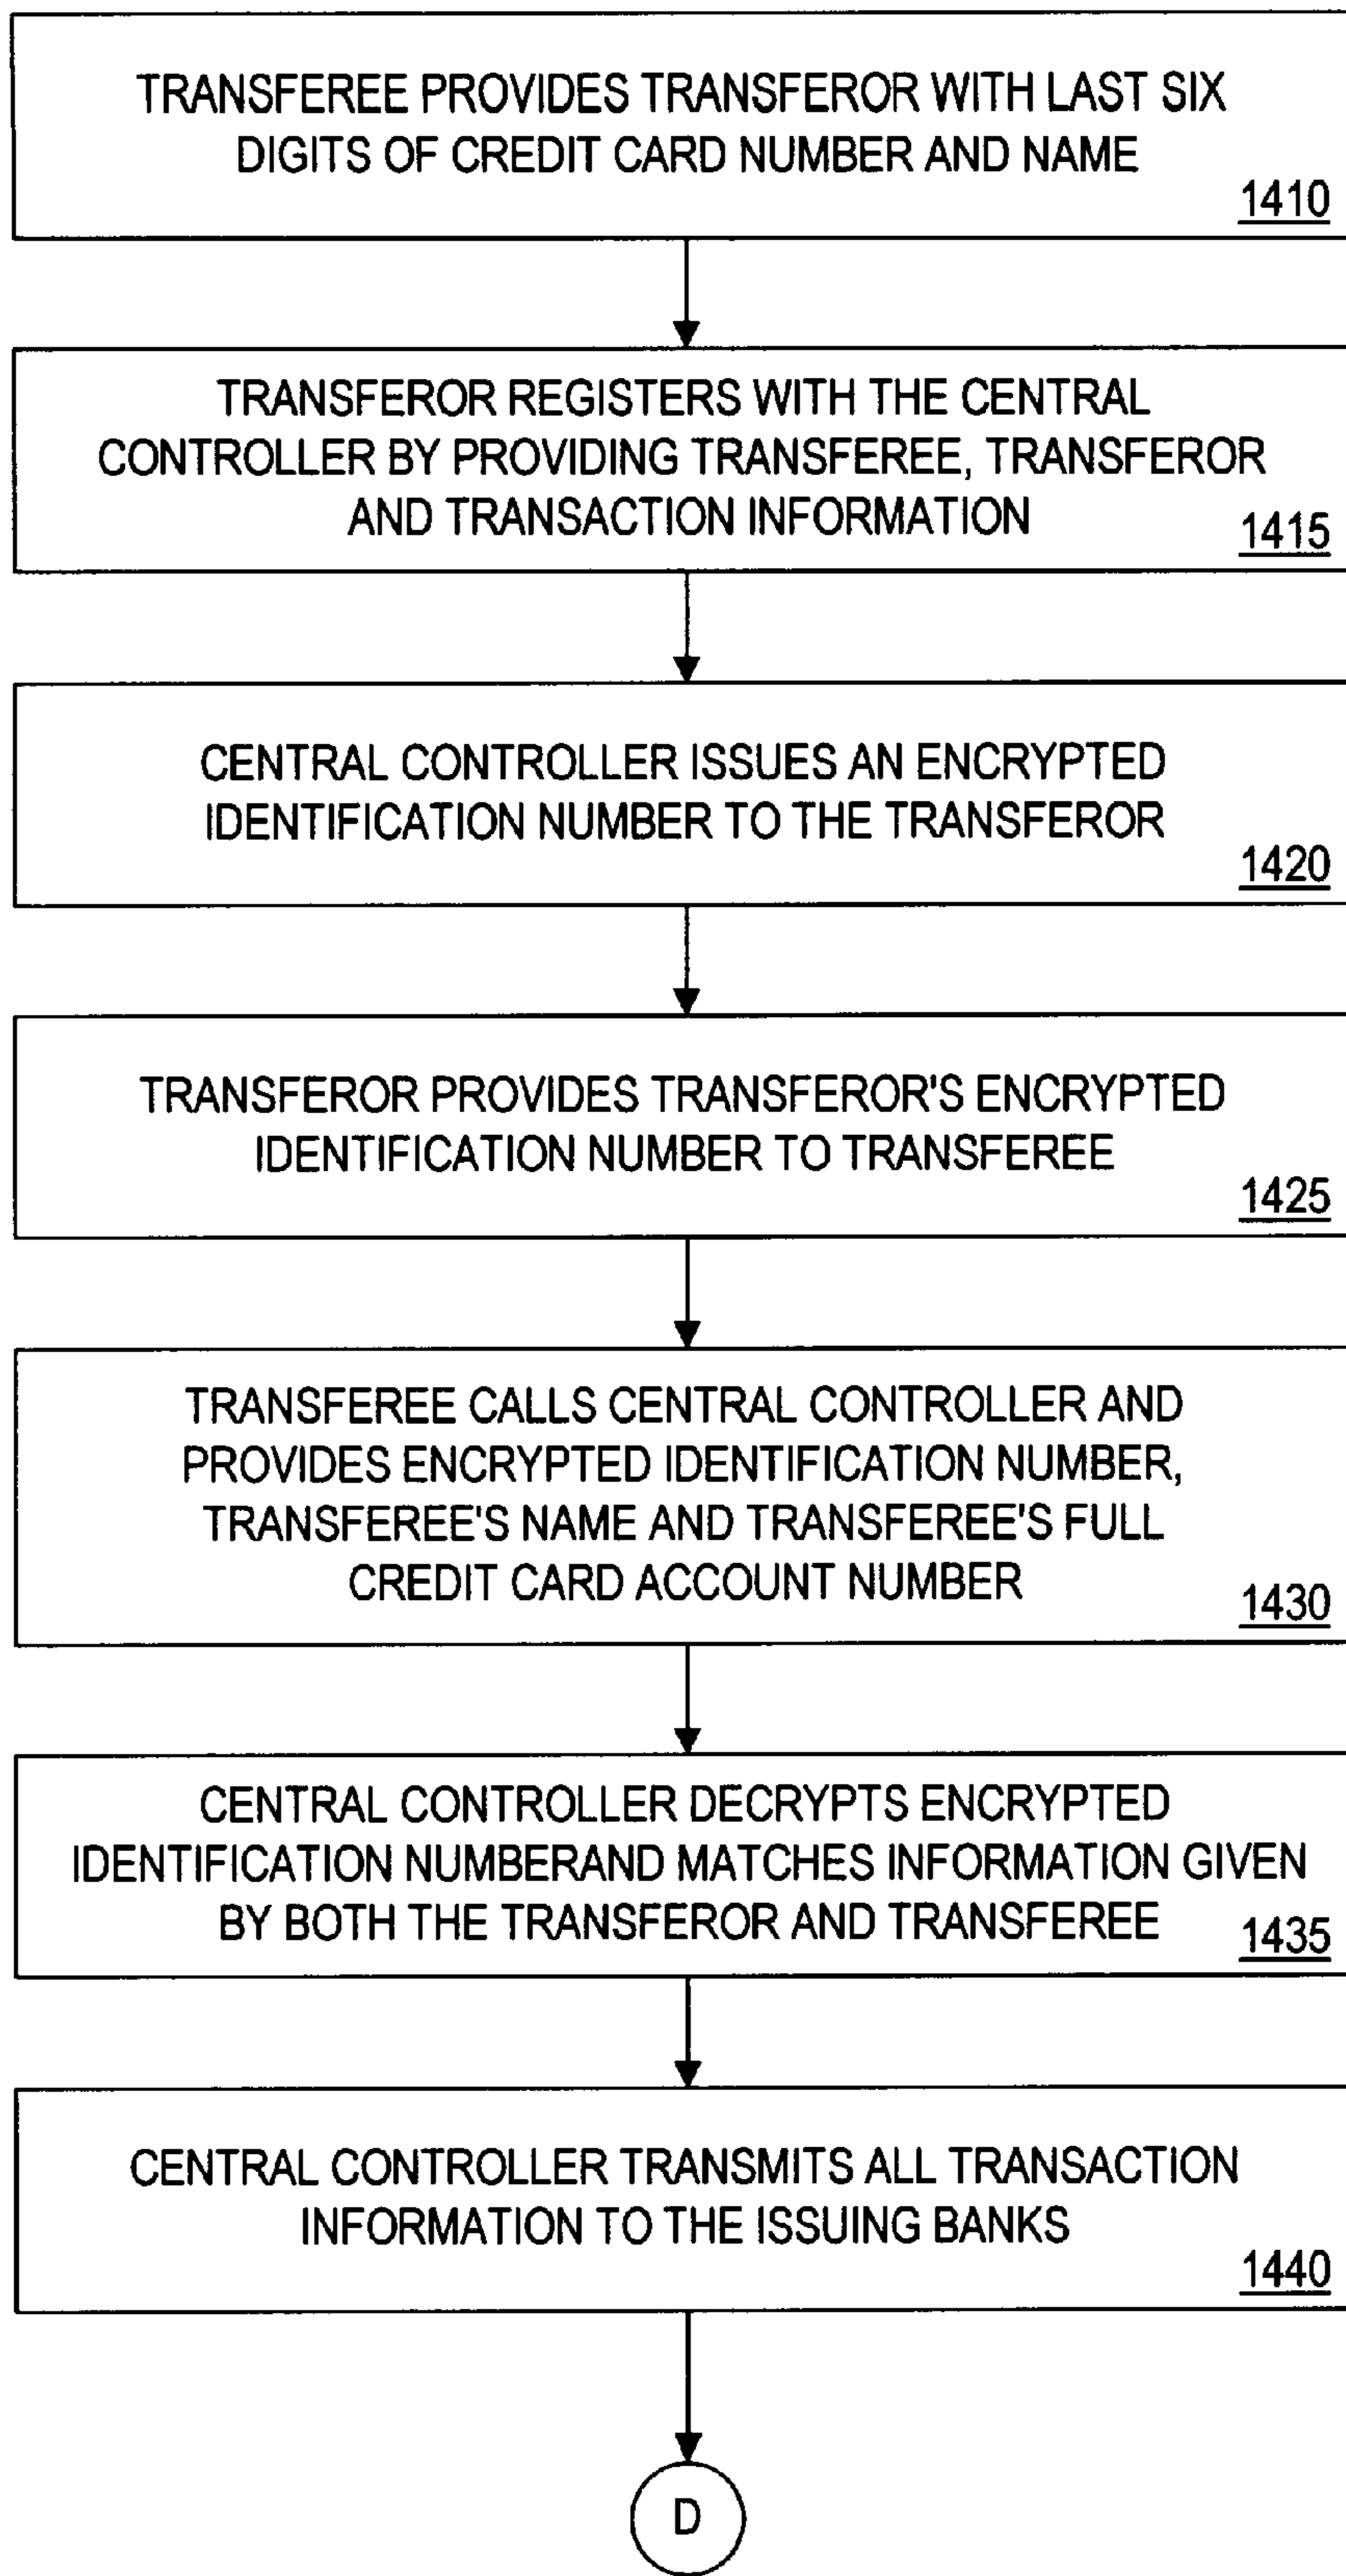 TRANSFEREE PROVIDES TRANSFEROR WITH LAST SIX
DIGITS OF CREDIT CARD NUMBER AND NAME
1410
TRANSFEROR REGISTERS WITH THE CENTRAL
CONTROLLER BY PROVIDING TRANSFEREE, TRANSFEROR
AND TRANSACTION INFORMATION
1415
CENTRAL CONTROLLER ISSUES AN ENCRYPTED
IDENTIFICATION NUMBER TO THE TRANSFEROR
1420
TRANSFEROR PROVIDES TRANSFEROR'S ENCRYPTED
IDENTIFICATION NUMBER TO TRANSFEREE
1425
TRANSFEREE CALLS CENTRAL CONTROLLER AND
PROVIDES ENCRYPTED IDENTIFICATION NUMBER,
TRANSFEREE'S NAME AND TRANSFEREE'S FULL
CREDIT CARD ACCOUNT NUMBER
1430
CENTRAL CONTROLLER DECRYPTS ENCRYPTED
IDENTIFICATION NUMBERAND MATCHES INFORMATION GIVEN
BY BOTH THE TRANSFEROR AND TRANSFEREE
1435
CENTRAL CONTROLLER TRANSMITS ALL TRANSACTION
INFORMATION TO THE ISSUING BANKS
1440
D